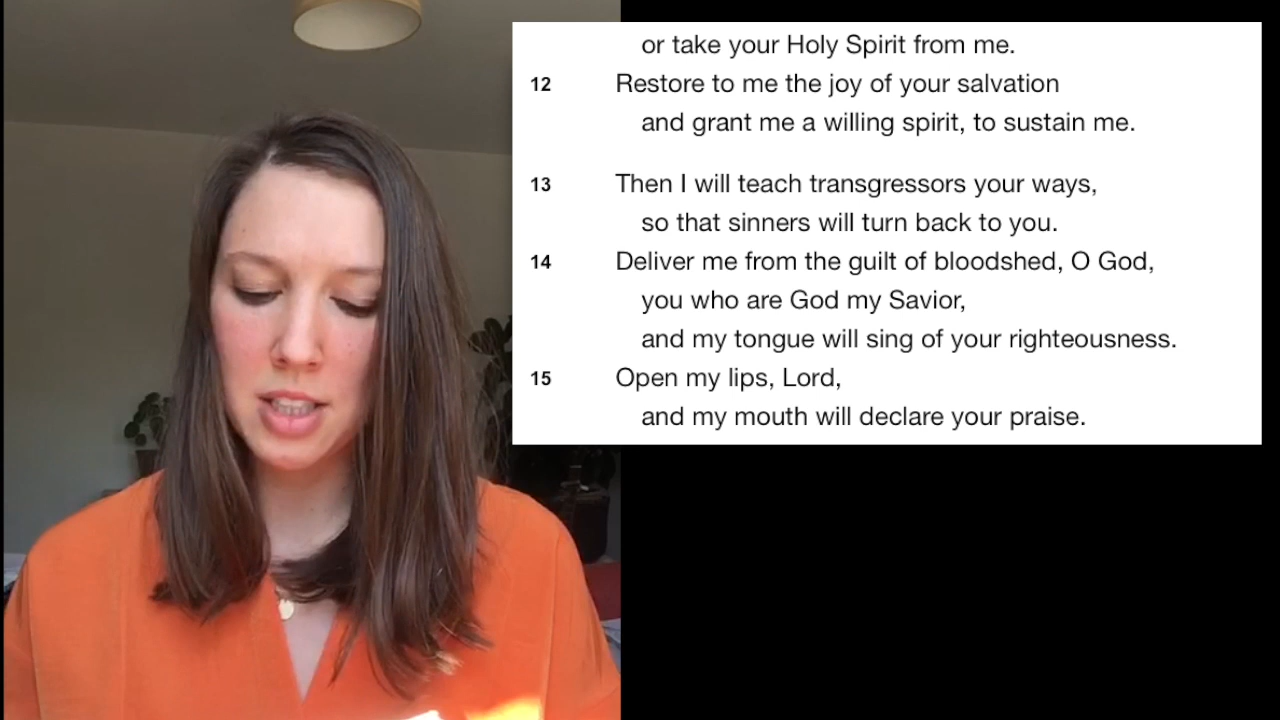 or take your Holy Spirit from me.
12 Restore to me the joy of your salvation
and grant me a willing spirit, to sustain me.
13 Then I will teach transgressors your ways,
so that sinners will turn back to you.
14 Deliver me from the guilt of bloodshed, O God,
you who are God my Savior,
and my tongue will sing of your righteousness.
15 Open my lips, Lord,
and my mouth will declare your praise.